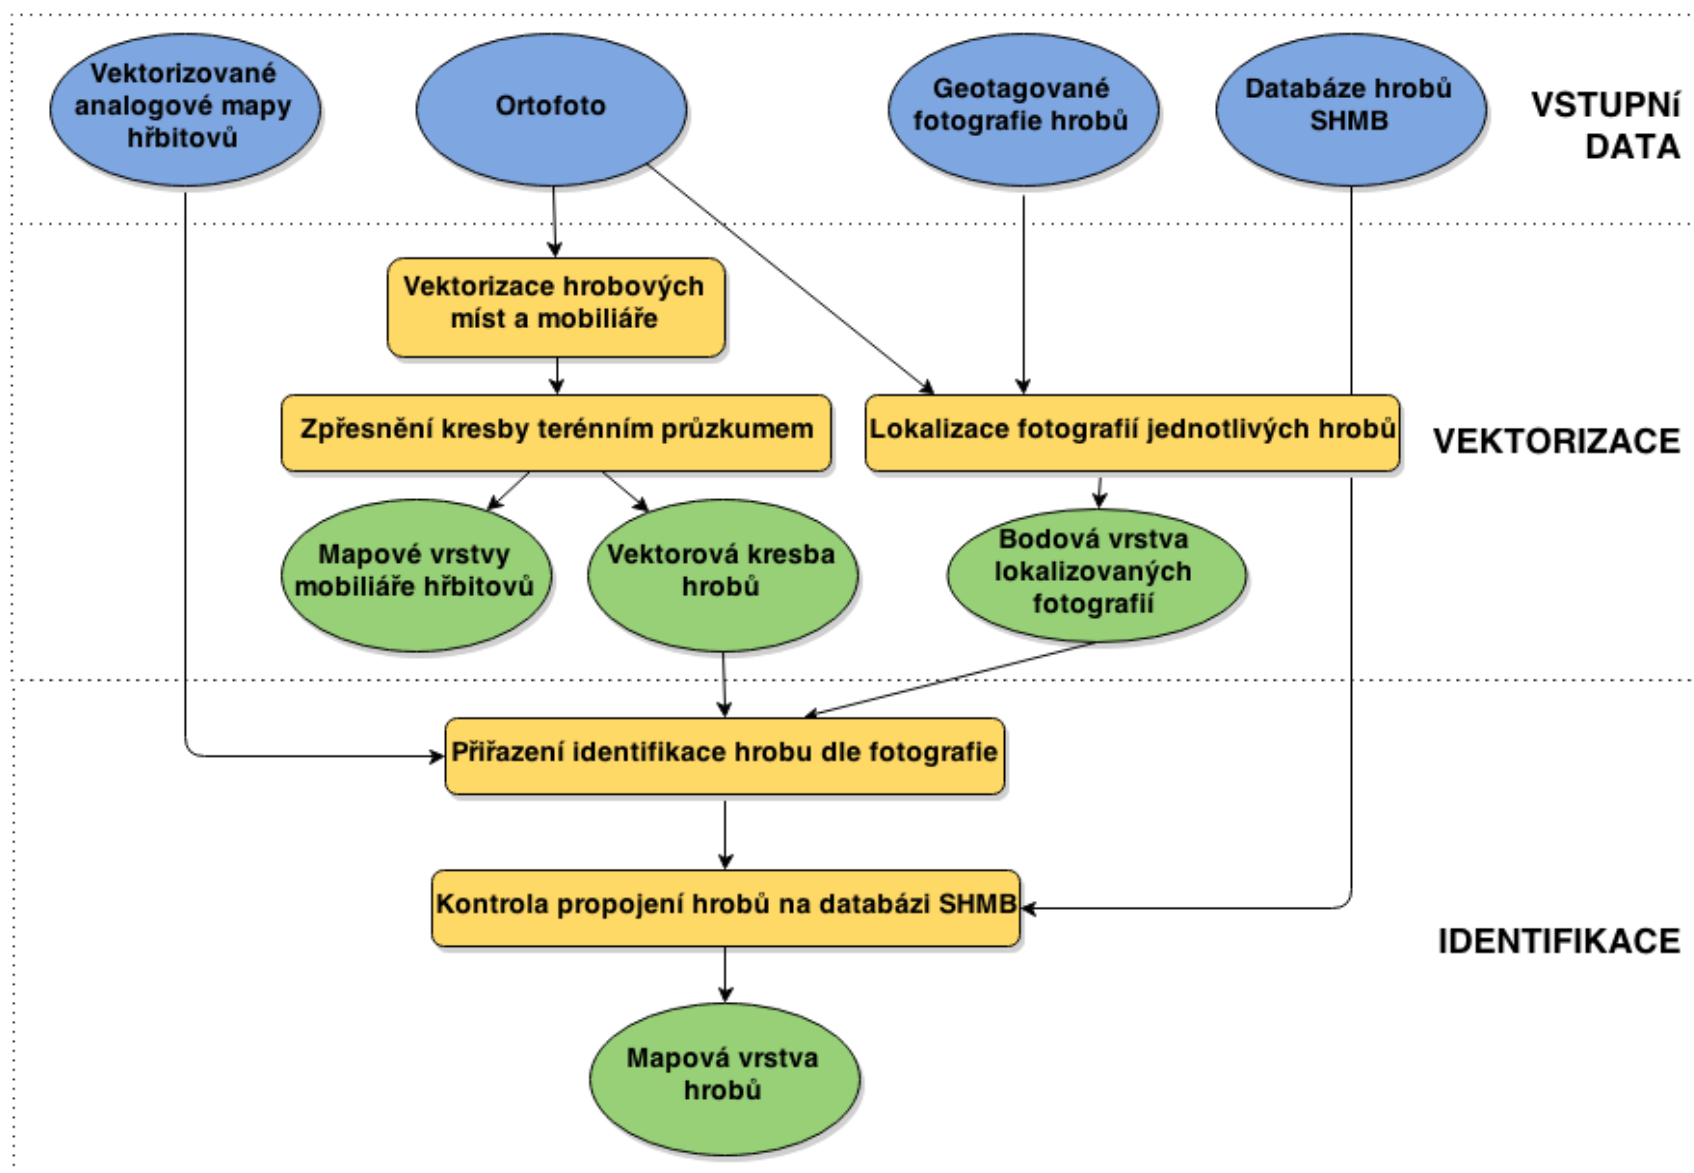 Vektorizované
analogové mapy
hřbitovů
Ortofoto
Geotagované
fotografie hrobů
Databáze hrobů
SHMB
VSTUPNí
DATA
Vektorizace hrobových
míst a mobiliáře
Zpřesnění kresby terénním průzkumem
Lokalizace fotografií jednotlivých hrobů
VEKTORIZACE
Mapové vrstvy
mobiliáře hřbitovů
Vektorová kresba
hrobů
Bodová vrstva
lokalizovaných
fotografií
Přiřazení identifikace hrobu dle fotografie
Kontrola propojení hrobů na databázi SHMB
IDENTIFIKACE
Mapová vrstva
hrobů